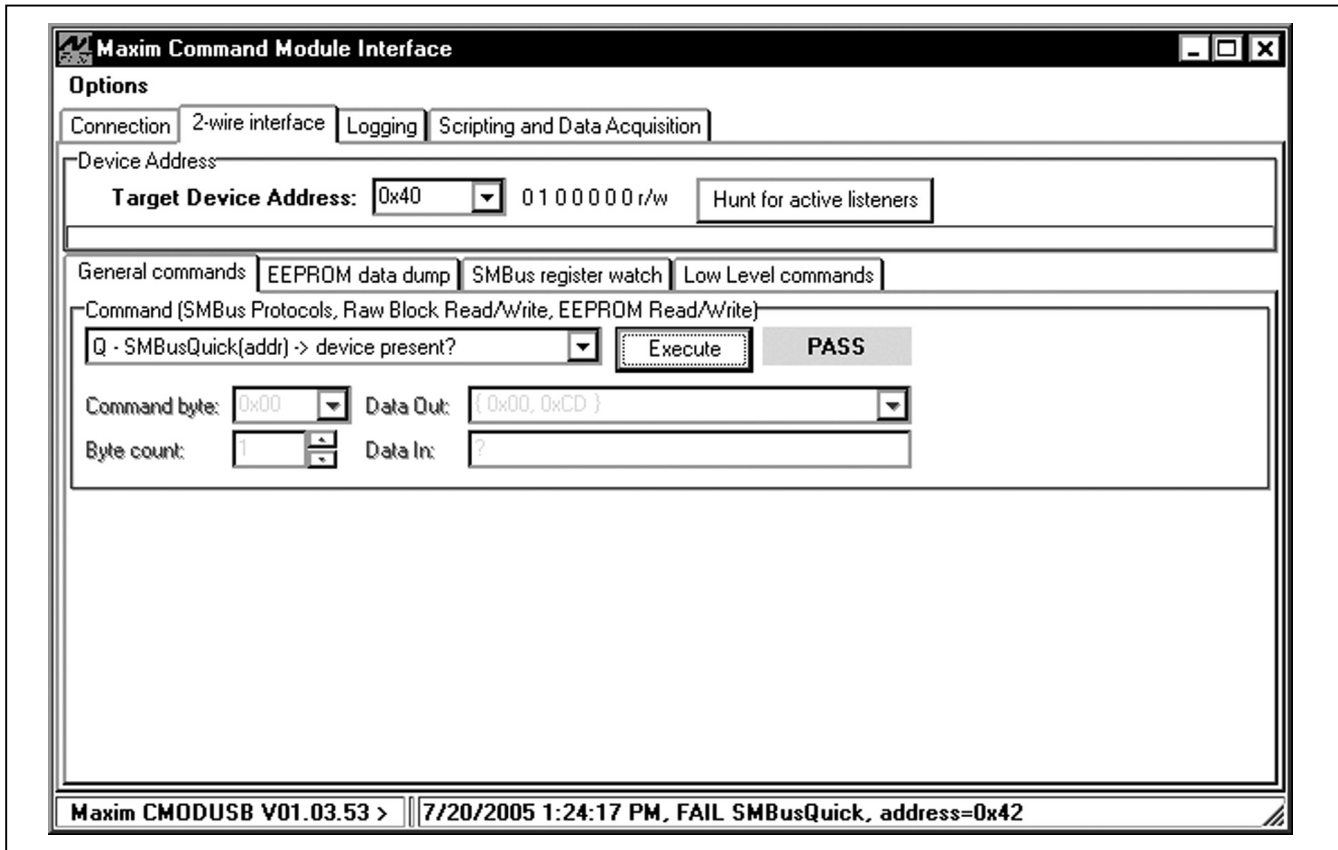 Maxim Command Module Interface
Options
Connection 2-wire interface Logging Scripting and Data Acquisition
Device Address
Target Device Address: 0x40 0 1 0 0 0 0 0 r/w Hunt for active listeners
General commands EEPROM data dump SMBus register watch Low Level commands
Command (SMBus Protocols, Raw Block Read/Write, EEPROM Read/Write)
Q - SMBusQuick(addr) -> device present? Execute PASS
Command byte: 0x00 Data Out: { 0x00, 0xCD }
Byte count: 1 Data In: ?
Maxim CMODUSB V01.03.53 > 7/20/2005 1:24:17 PM, FAIL SMBusQuick, address=0x42